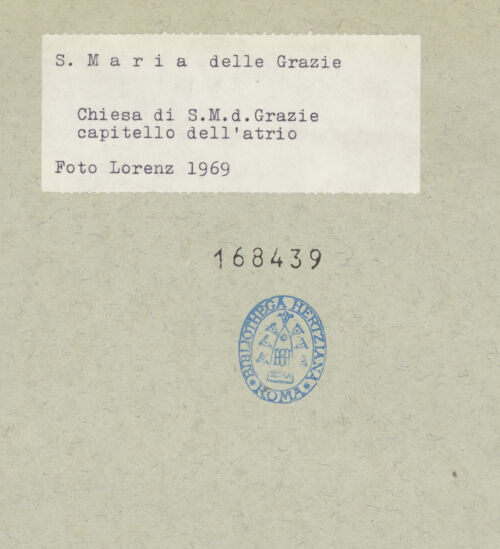 S. M a r i a delle Grazie
Chiesa di S.M.d.Grazie
capitello dell'atrio
Foto Lorenz 1969
168439
BIBLIOTHECA HERTZIANA
ROMA